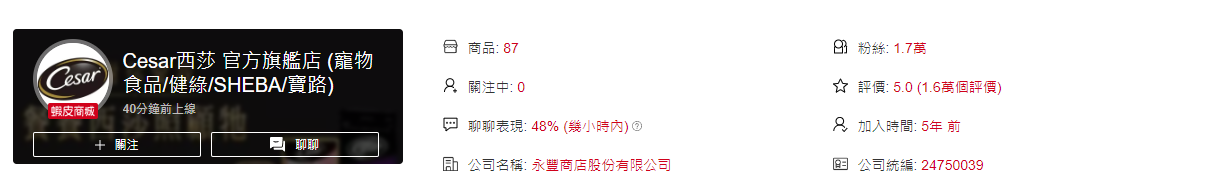 Cesar
蝦皮商城
Cesar西莎 官方旗艦店 (寵物
食品/健綠/SHEBA/寶路)
40分鐘前上線
＋ 關注
聊聊
商品: 87
關注中: 0
聊聊表現: 48% (幾小時內)
公司名稱: 永豐商店股份有限公司
粉絲: 1.7萬
評價: 5.0 (1.6萬個評價)
加入時間: 5年 前
公司統編: 24750039